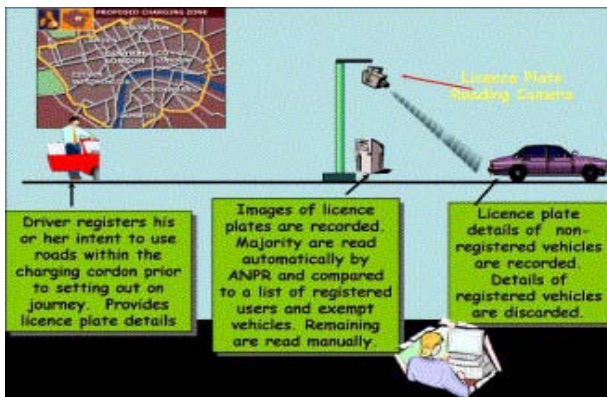 PROPOSED CHARGING ZONE
LONDON
LAMBETH
Licence Plate
Reading Camera
Driver registers his
or her intent to use
roads within the
charging cordon prior
to setting out on
journey. Provides
licence plate details
Images of licence
plates are recorded.
Majority are read
automatically by
ANPR and compared
to a list of registered
users and exempt
vehicles. Remaining
are read manually.
Licence plate
details of non-
registered vehicles
are recorded.
Details of
registered vehicles
are discarded.